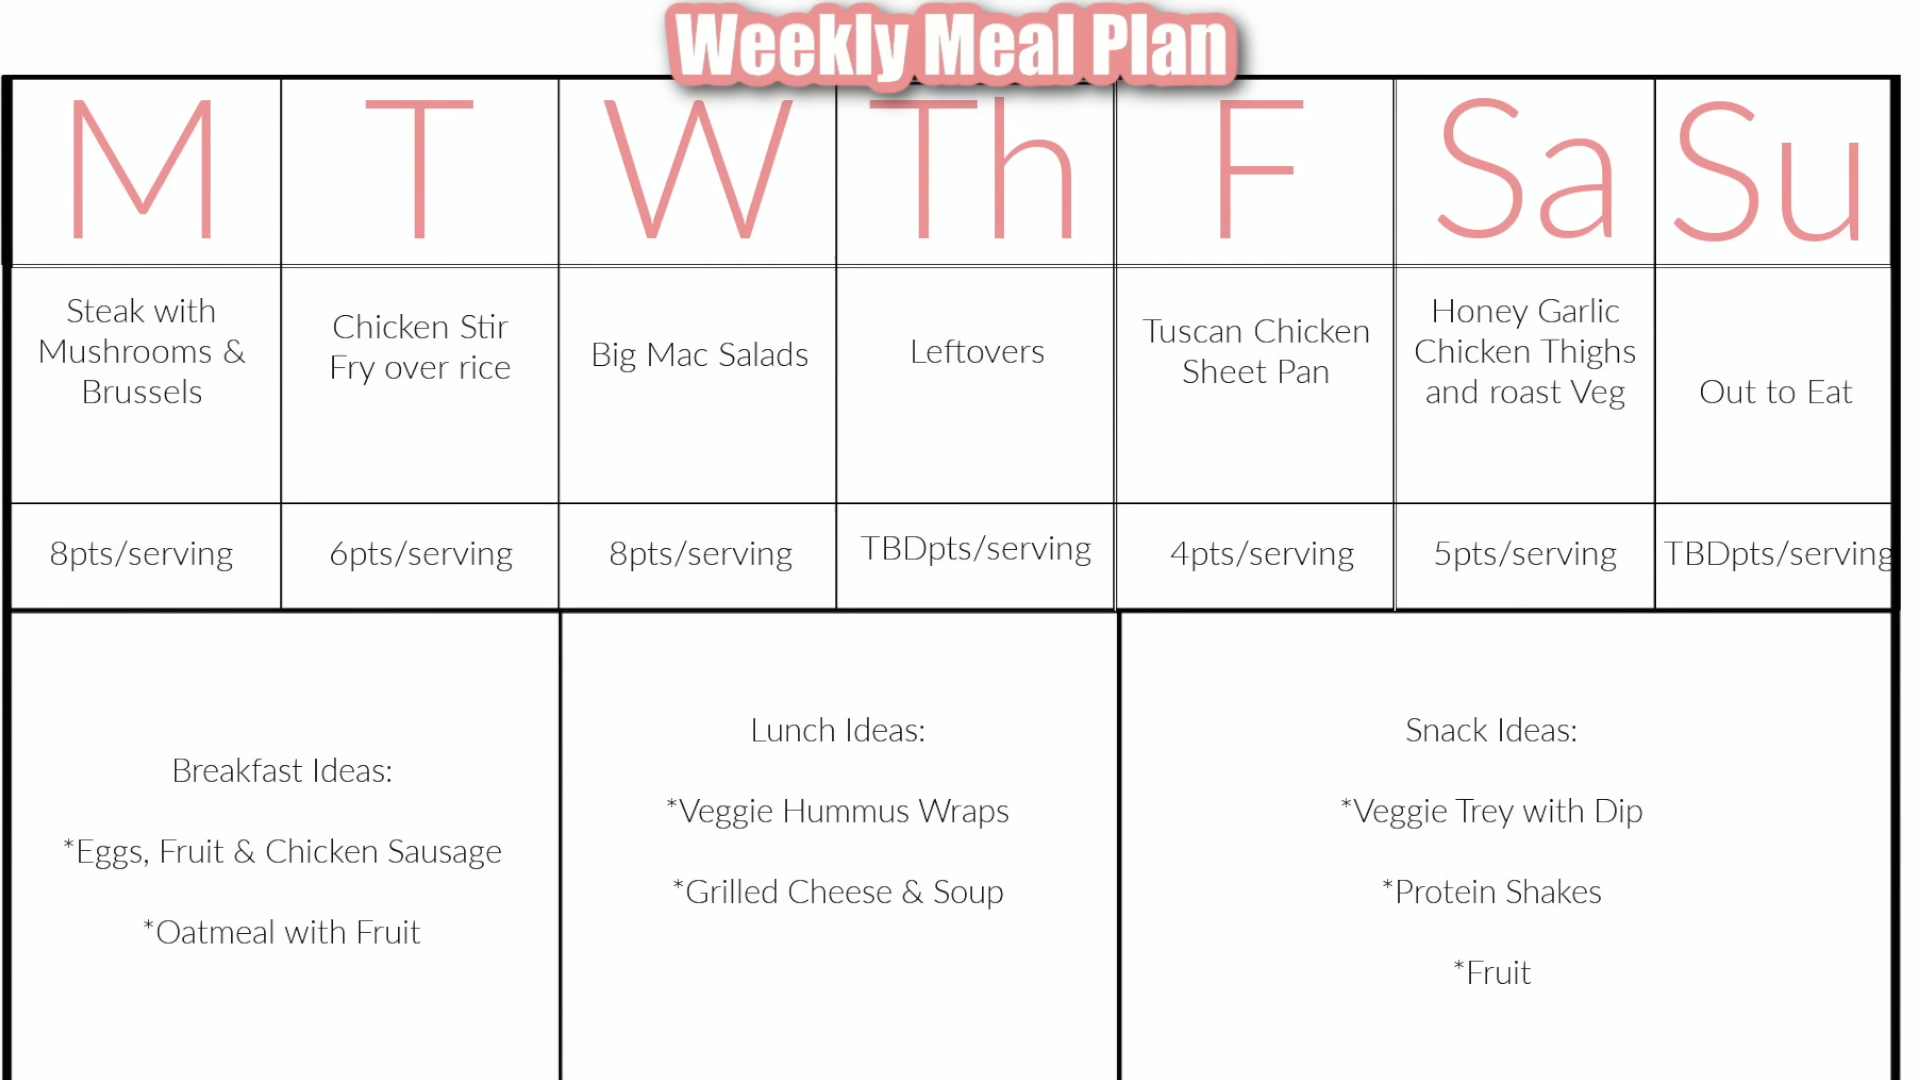 Weekly Meal Plan
M
T
W
Th
F
Sa
Su
Steak with
Mushrooms &
Brussels
Chicken Stir
Fry over rice
Big Mac Salads
Leftovers
Tuscan Chicken
Sheet Pan
Honey Garlic
Chicken Thighs
and roast Veg
Out to Eat
8pts/serving
6pts/serving
8pts/serving
TBDpts/serving
4pts/serving
5pts/serving
TBDpts/serving
Breakfast Ideas:
*Eggs, Fruit & Chicken Sausage
*Oatmeal with Fruit
Lunch Ideas:
*Veggie Hummus Wraps
*Grilled Cheese & Soup
Snack Ideas:
*Veggie Trey with Dip
*Protein Shakes
*Fruit